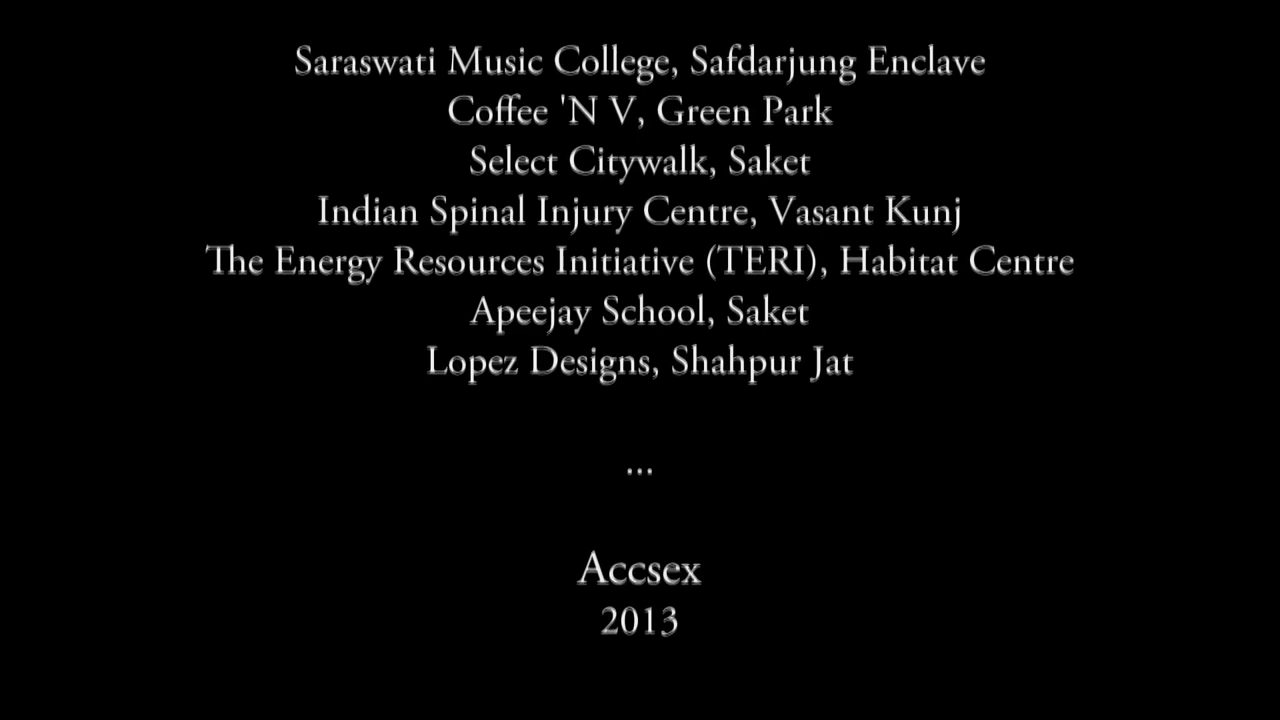 Saraswati Music College, Safdarjung Enclave
Coffee 'N V, Green Park
Select Citywalk, Saket
Indian Spinal Injury Centre, Vasant Kunj
The Energy Resources Initiative (TERI), Habitat Centre
Apeejay School, Saket
Lopez Designs, Shahpur Jat
...
Accsex
2013